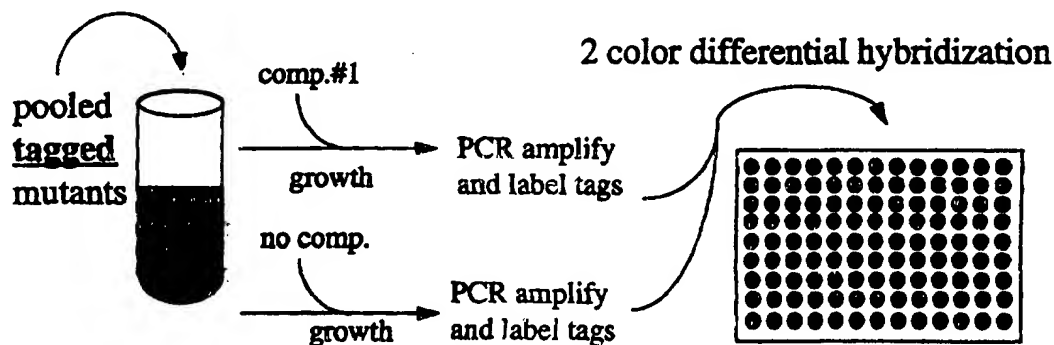 2 color differential hybridization
comp.#1
pooled
tagged
mutants
growth
PCR amplify
and label tags
no comp.
growth
PCR amplify
and label tags